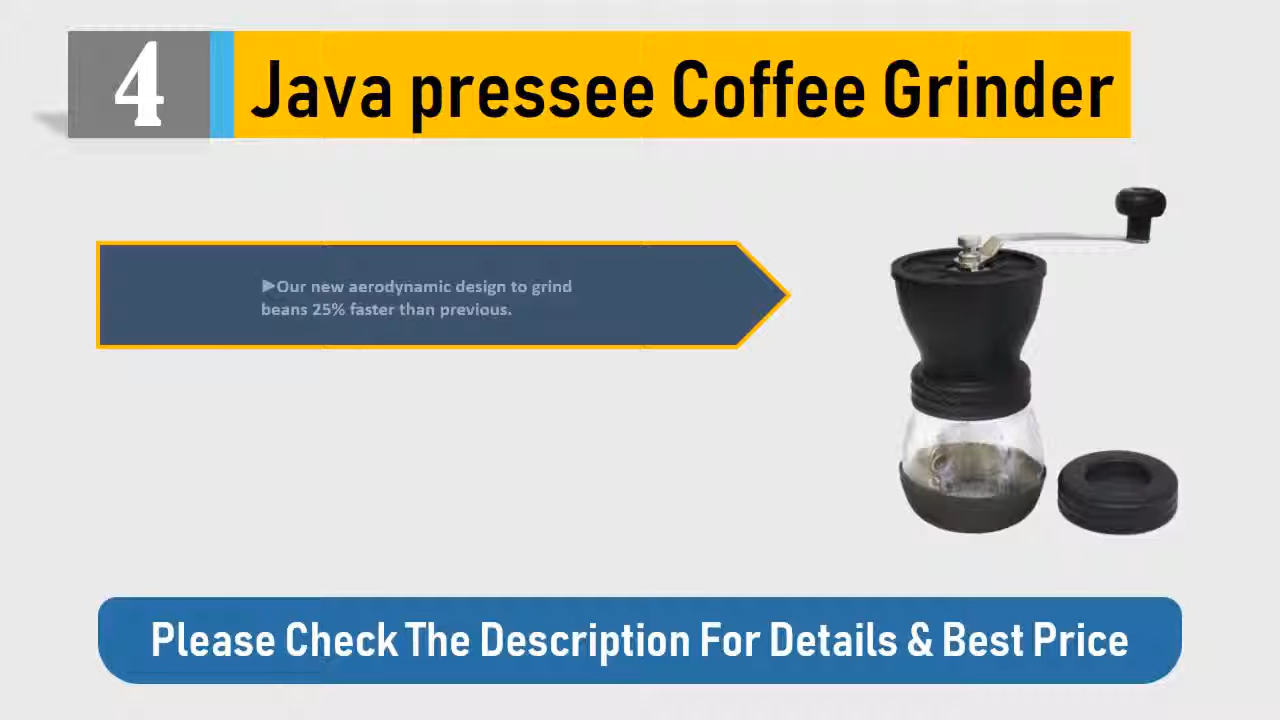 4
Java pressee Coffee Grinder
▶Our new aerodynamic design to grind
beans 25% faster than previous.
Please Check The Description For Details & Best Price